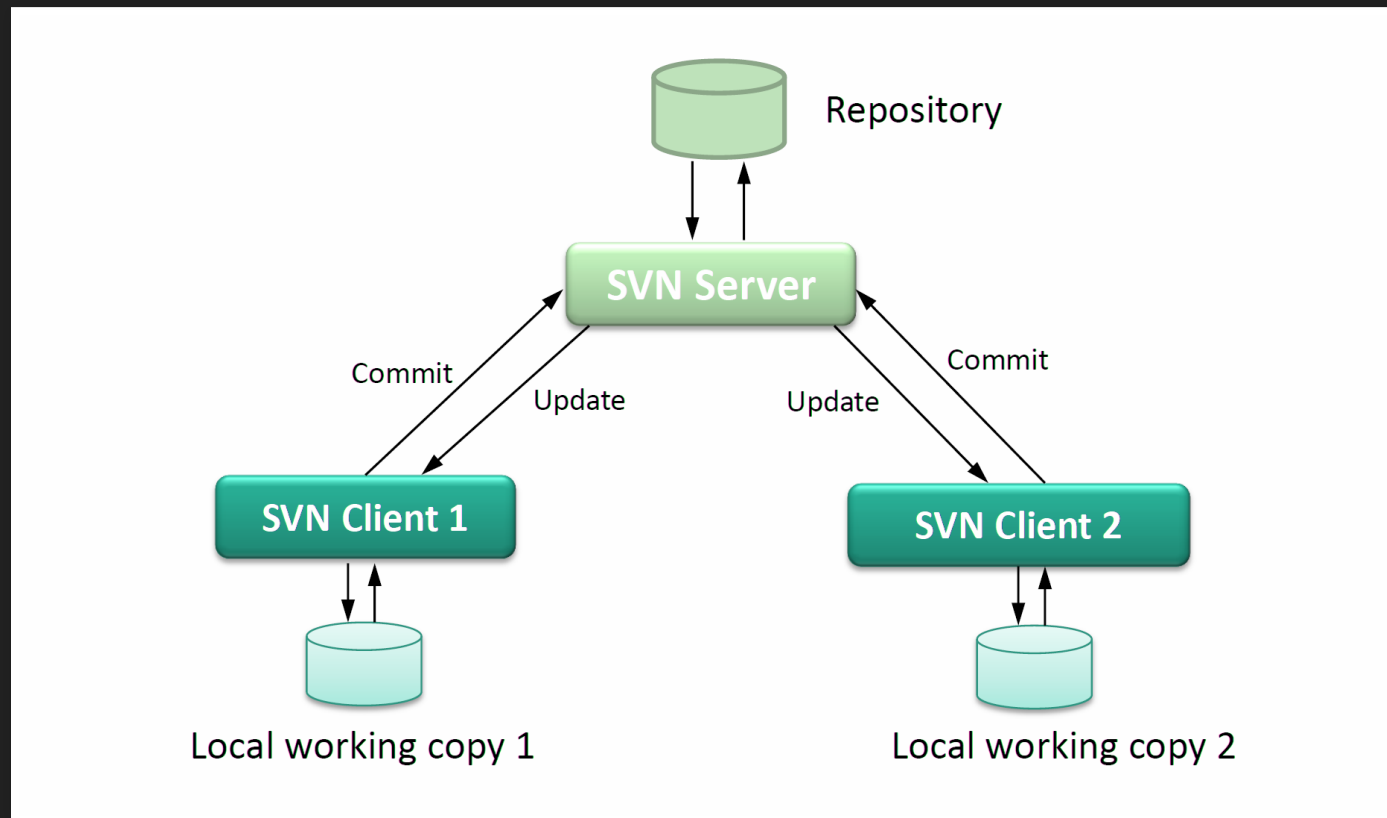 Repository
SVN Server
Commit
Update
Update
Commit
SVN Client 1
SVN Client 2
Local working copy 1
Local working copy 2